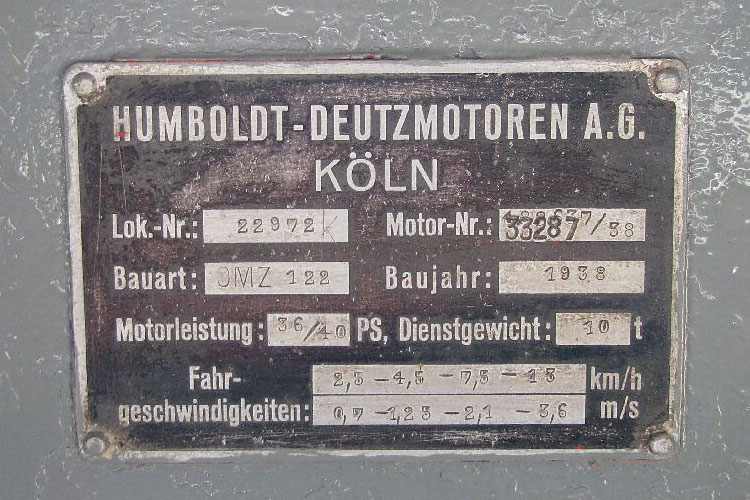 HUMBOLDT-DEUTZMOTOREN A.G.
KÖLN
Lok.-Nr.: 22972 K Motor-Nr.: 33287/38
Bauart: OMZ 122 Baujahr: 1938
Motorleistung: 36/40 PS, Dienstgewicht: 10 t
Fahr-
geschwindigkeiten:
2,5 - 4,5 - 7,5 - 13 km/h
0,7 - 1,25 - 2,1 - 3,6 m/s